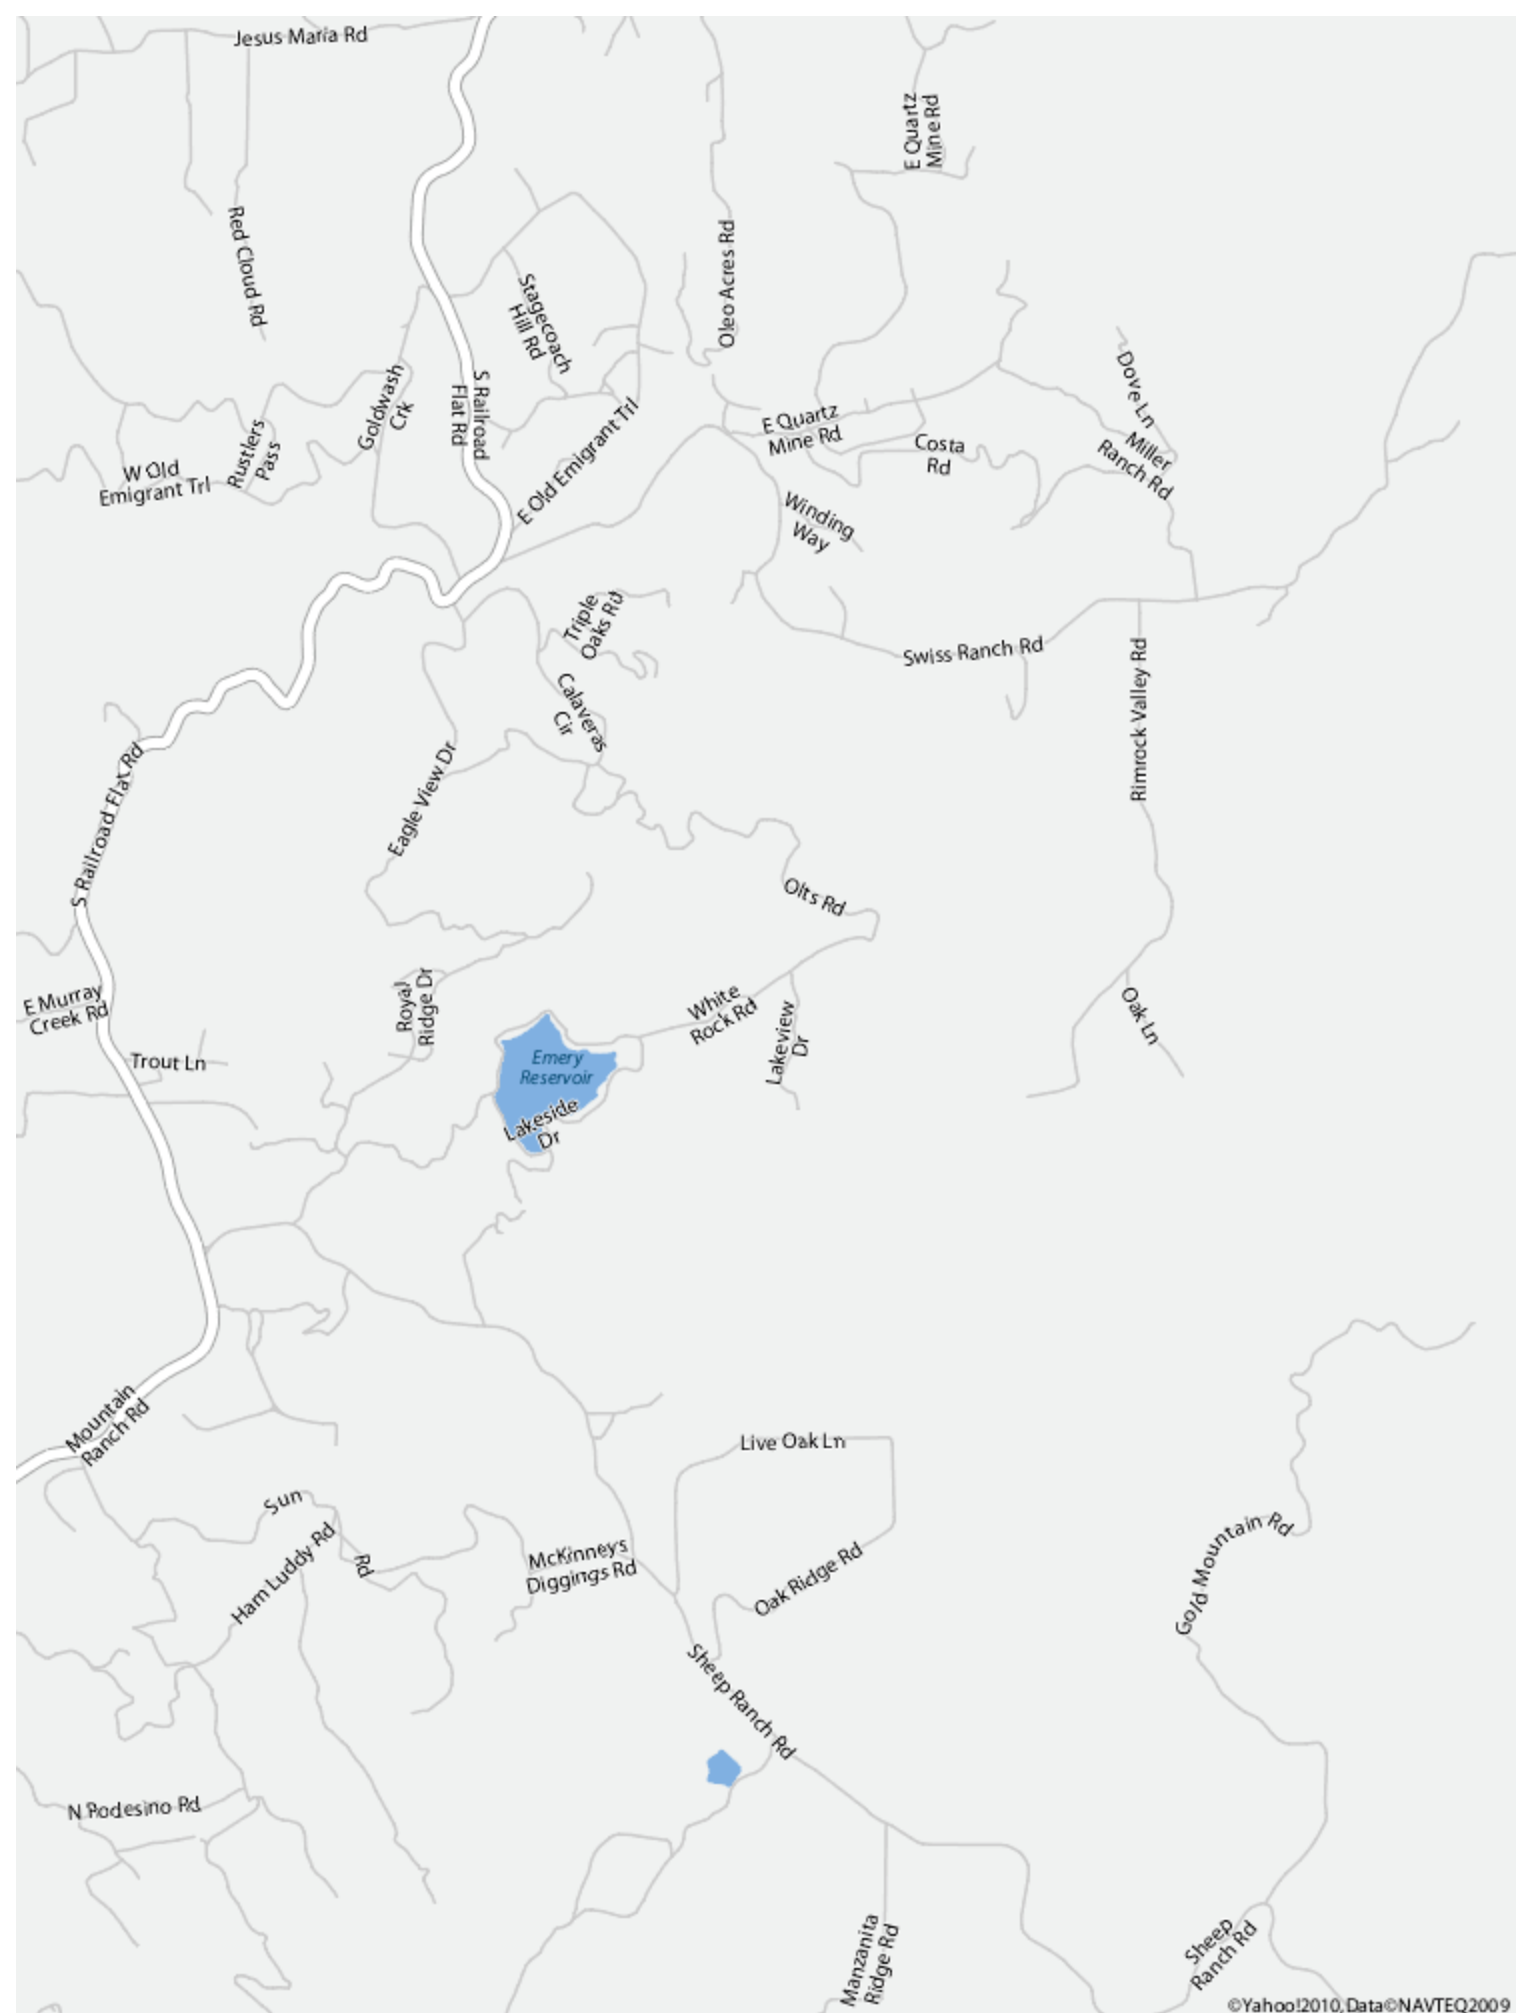 Jesus Maria Rd
E Quartz
Mine Rd
Red Cloud Rd
Oleo Acres Rd
Stagecoach
Hill Rd
Goldwash
Crk
S Railroad
Flat Rd
Dove Ln
E Old Emigrant Trl
E Quartz
Mine Rd
Costa
Rd
Miller
Ranch Rd
Rustlers
Pass
W Old
Emigrant Trl
Winding
Way
Triple
Oaks Rd
Swiss Ranch Rd
Rimrock Valley Rd
Calaveras
Cir
S Railroad Flat Rd
Eagle View Dr
Olts Rd
E Murray
Creek Rd
Royal
Ridge Dr
White
Rock Rd
Lakeview
Dr
Oak Ln
Trout Ln
Emery
Reservoir
Lakeside
Dr
Mountain
Ranch Rd
Live Oak Ln
Sun
Rd
Ham Luddy Rd
McKinneys
Diggings Rd
Oak Ridge Rd
Gold Mountain Rd
Sheep Ranch Rd
N Podesino Rd
Manzanita
Ridge Rd
Sheep
Ranch Rd
©Yahoo!2010, Data©NAVTEQ2009